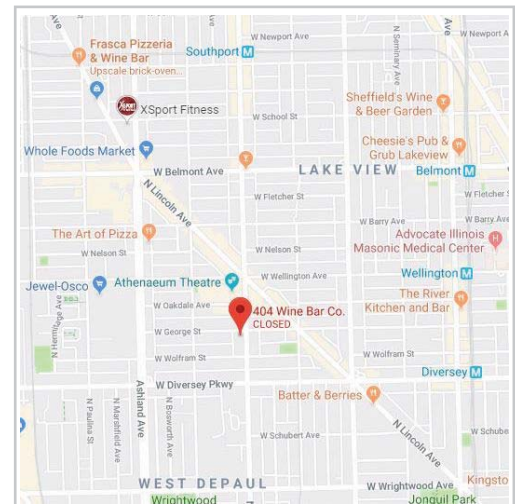 W Newport Ave
W Newport Ave
Ave
Frasca Pizzeria
& Wine Bar
Upscale brick-oven...
Southport M
N Seminary Ave
XSport Fitness
W School St
Sheffield's Wine
& Beer Garden
Whole Foods Market
Cheesie's Pub &
Grub Lakeview
W Belmont Ave
LAKE VIEW
Belmont M
N Lincoln Ave
W Fletcher St
W Fletcher S
The Art of Pizza
W Barry Ave
W Barry Ave
W Nelson St
W Nelson St
Advocate Illinois
Masonic Medical Center
H
Jewel-Osco
Athenaeum Theatre
W Wellington Ave
Wellington M
N Hermitage Ave
W Oakdale Ave
404 Wine Bar Co.
CLOSED
The River
Kitchen and Bar
W George St
W Wolfram St
W Wolfram St
Diversey M
W Diversey Pkwy
Batter & Berries
N Paulina St
N Marshfield Ave
Ashland Ave
N Bosworth Ave
W Schubert Ave
N Lincoln Ave
W Schube
WEST DEPAUL
W Wrightwood Ave
Kingsto
Wrightwood
Jonquil Park